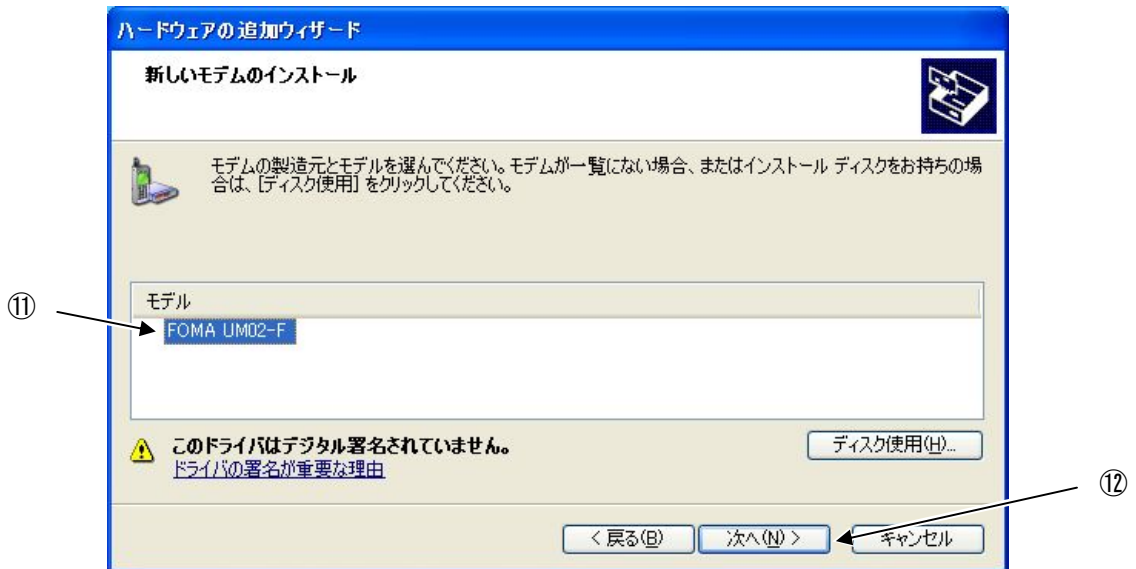 ハードウェアの追加ウィザード
新しいモデムのインストール
モデムの製造元とモデルを選んでください。モデムが一覧にない場合、またはインストール ディスクをお持ちの場
合は、[ディスク使用] をクリックしてください。
モデル
⑪
FOMA UM02-F
このドライバはデジタル署名されていません。
ディスク使用(H)...
ドライバの署名が重要な理由
⑫
< 戻る(B)
次へ(N) >
キャンセル